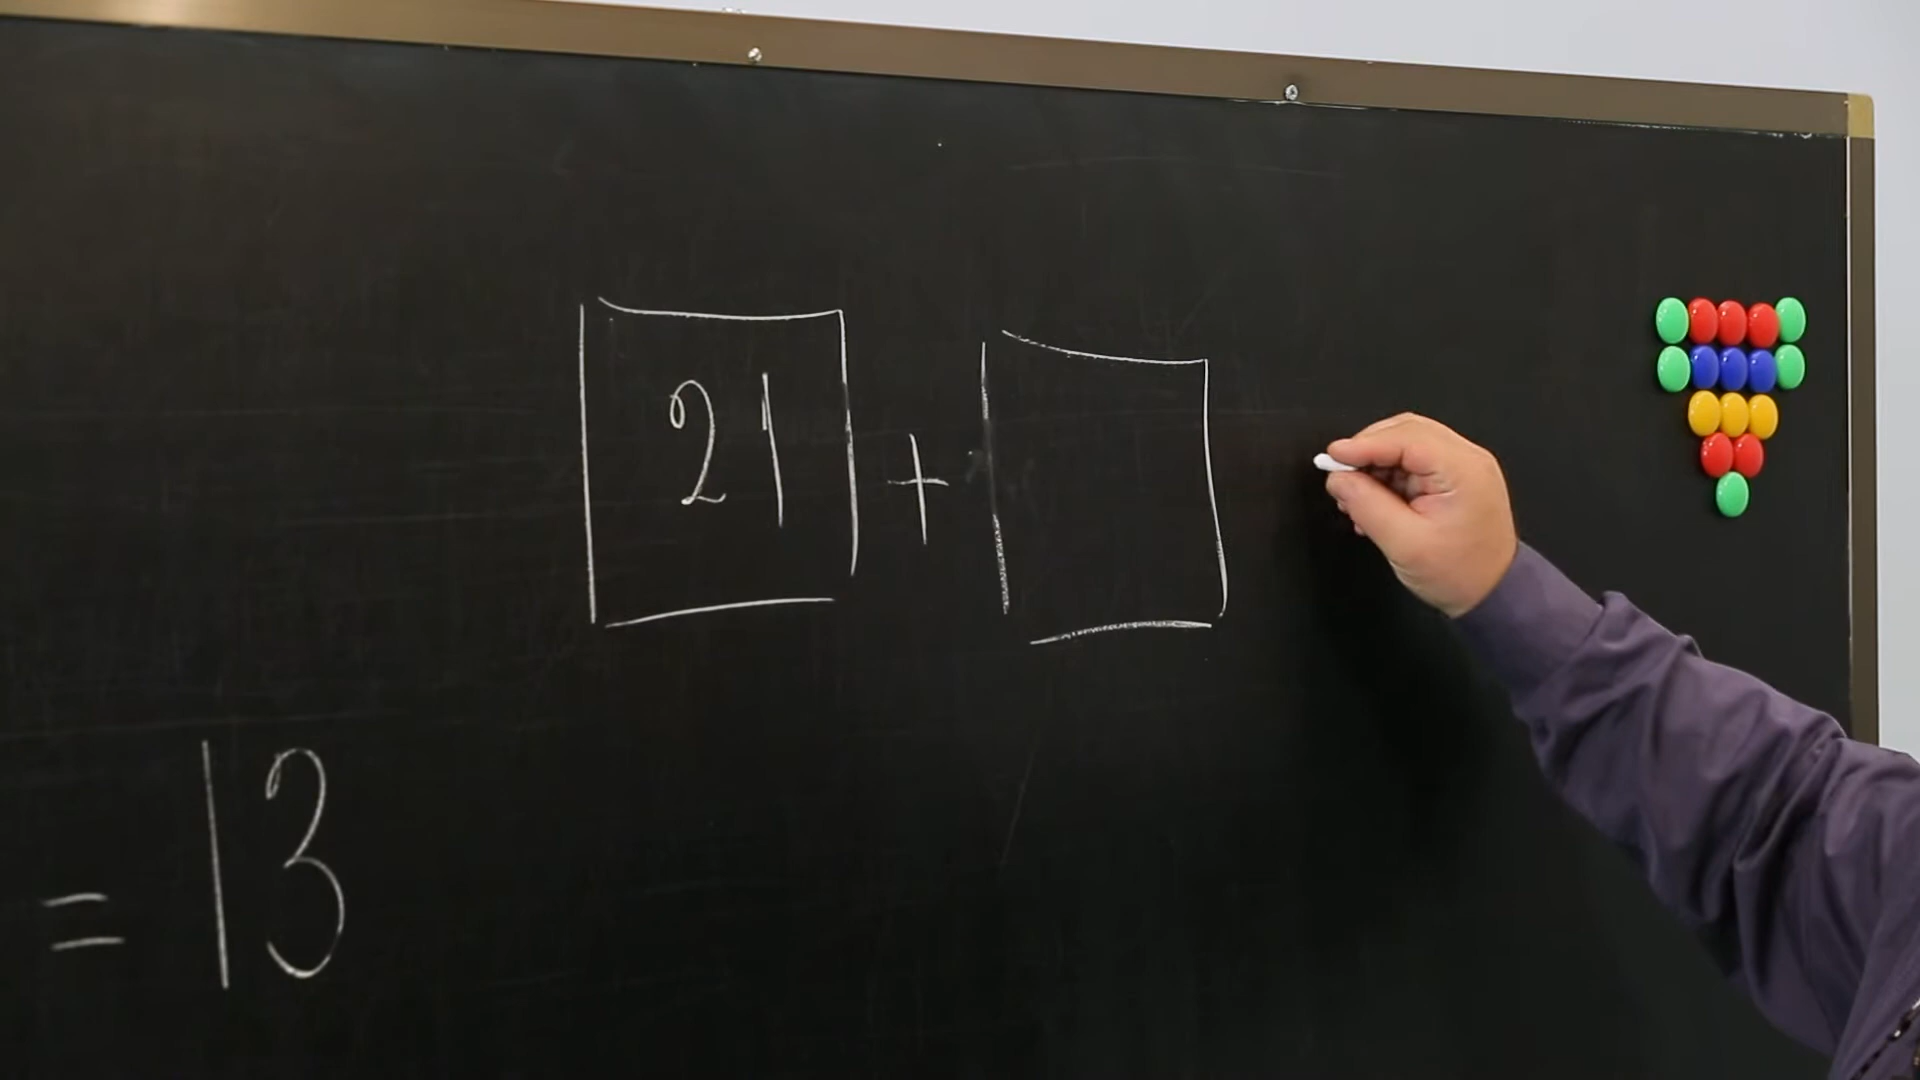 21 +
= 13